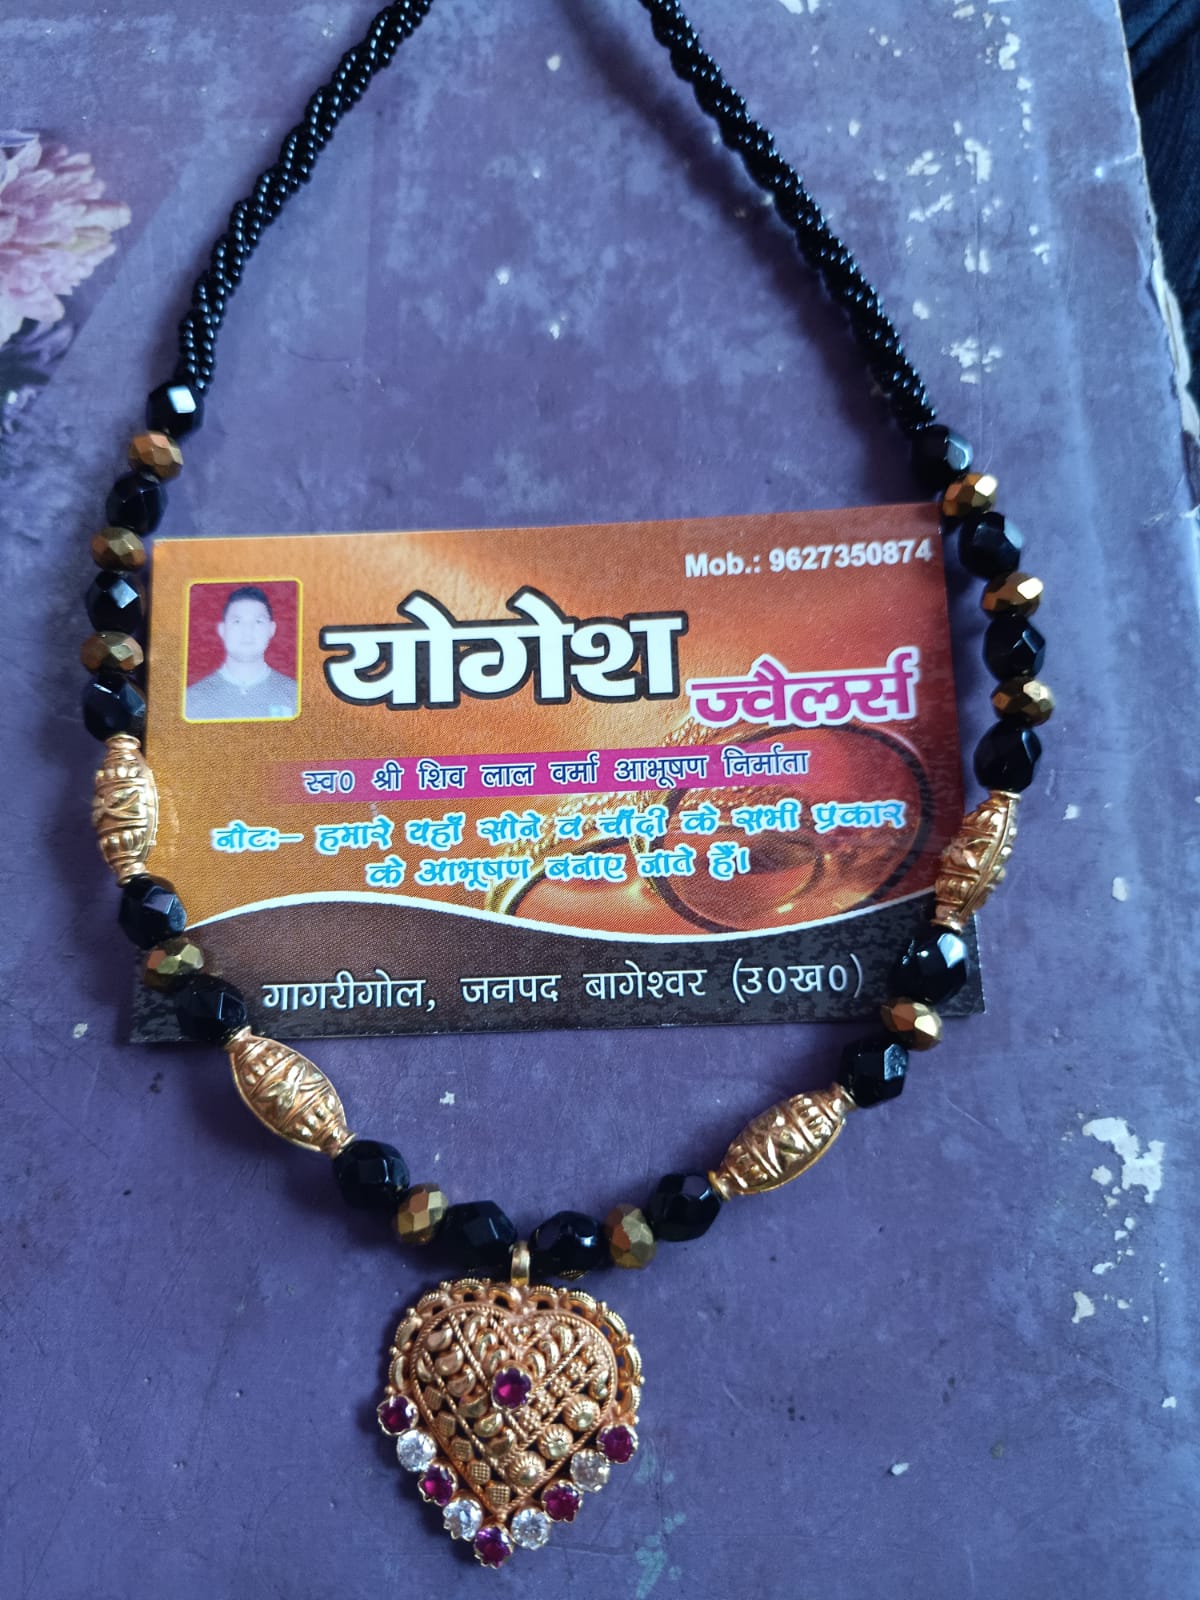 Mob.: 9627350874
योगेश
ज्वैलर्स
स्व0 श्री शिव लाल वर्मा आभूषण निर्माता
नोटः– हमारे यहाँ सोने व चाँदी के सभी प्रकार
के आभूषण बनाए जाते हैं।
गागरीगोल, जनपद बागेश्वर (उ0ख0)